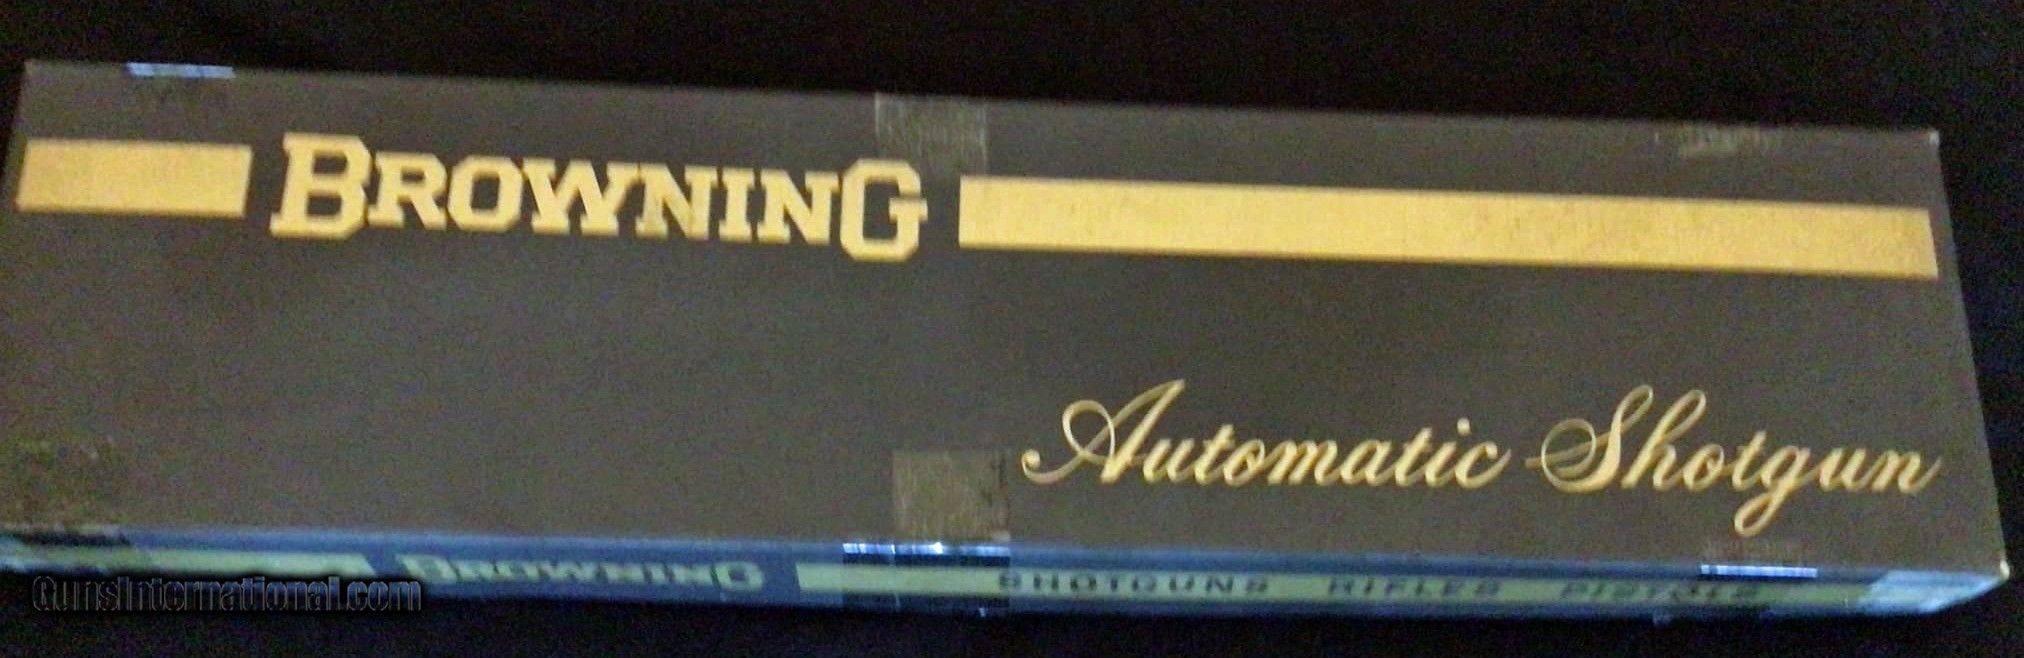 BROWNING
Automatic Shotgun
BROWNING SHOTGUNS RIFLES PISTOLS
GunsInternational.com